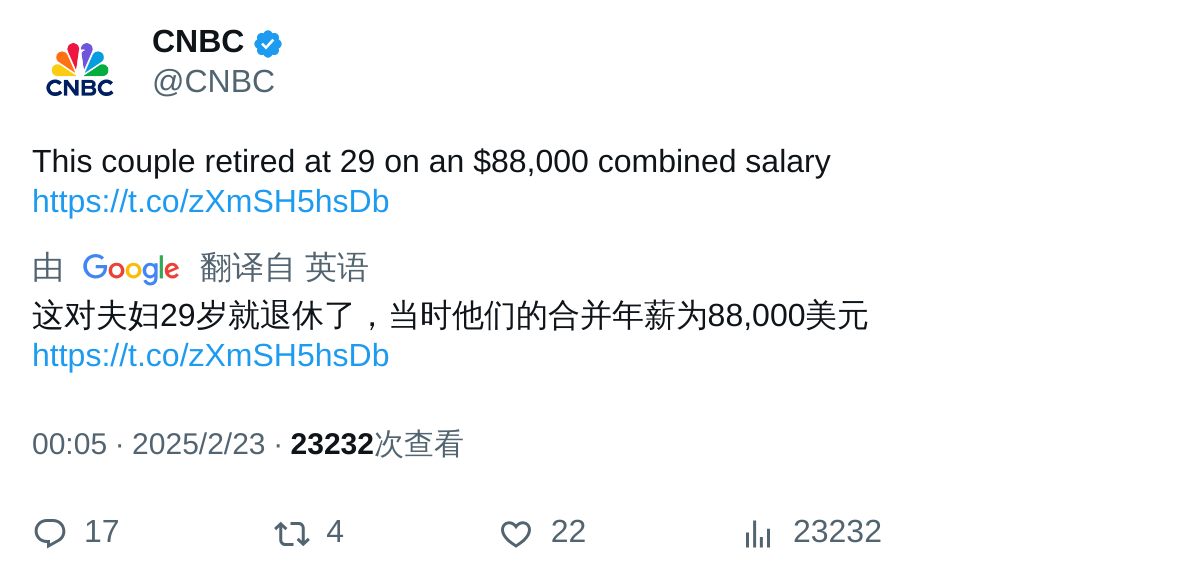 CNBC
CNBC
@CNBC
This couple retired at 29 on an $88,000 combined salary
https://t.co/zXmSH5hsDb
由 Google 翻译自 英语
这对夫妇29岁就退休了，当时他们的合并年薪为88,000美元
https://t.co/zXmSH5hsDb
00:05 · 2025/2/23 · 23232次查看
17 4 22 23232